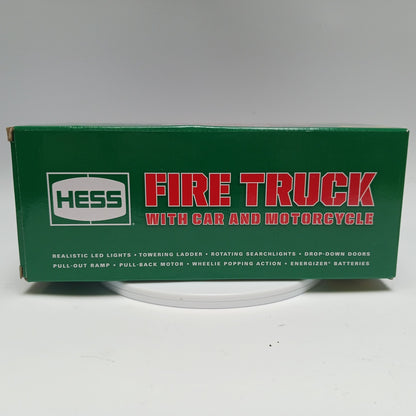 HESS
FIRE TRUCK
WITH CAR AND MOTORCYCLE
REALISTIC LED LIGHTS • TOWERING LADDER • ROTATING SEARCHLIGHTS • DROP-DOWN DOORS
PULL-OUT RAMP • PULL-BACK MOTOR • WHEELIE POPPING ACTION • ENERGIZER® BATTERIES